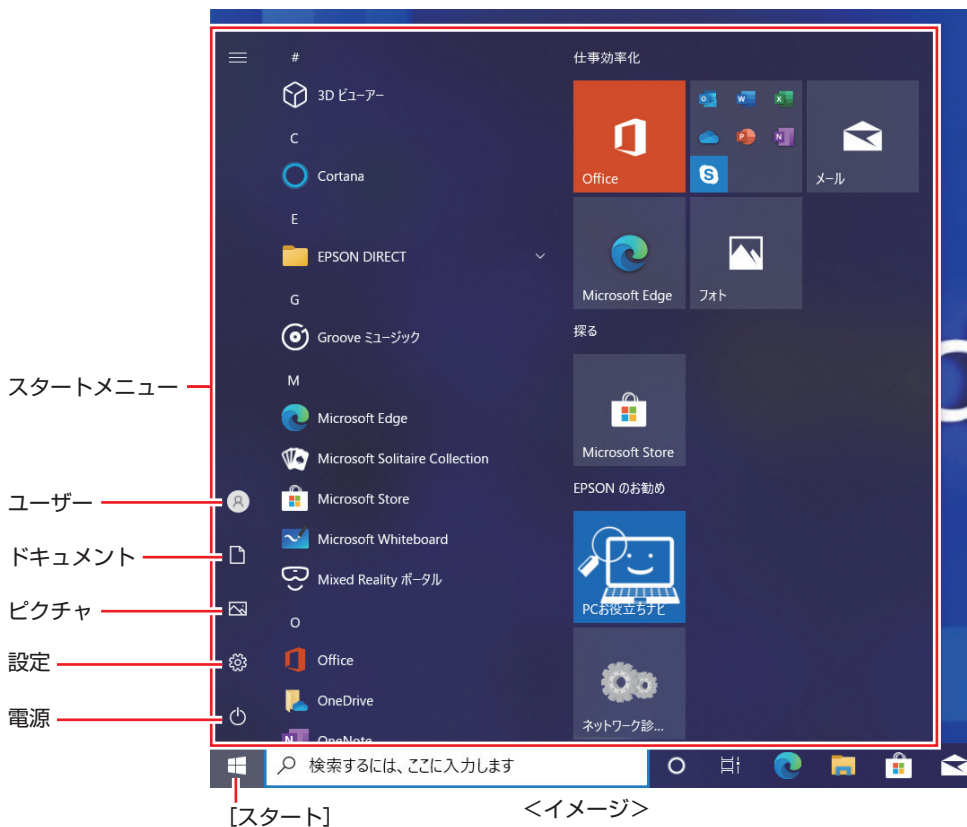 スタートメニュー
ユーザー
ドキュメント
ピクチャ
設定
電源
#
3D ビューアー
C
Cortana
E
EPSON DIRECT
G
Groove ミュージック
M
Microsoft Edge
Microsoft Solitaire Collection
Microsoft Store
Microsoft Whiteboard
Mixed Reality ポータル
O
Office
OneDrive
OneNote
仕事効率化
Office
メール
Microsoft Edge
フォト
探る
Microsoft Store
EPSON のお勧め
PCお役立ちナビ
ネットワーク診...
検索するには、ここに入力します
[スタート]
＜イメージ＞